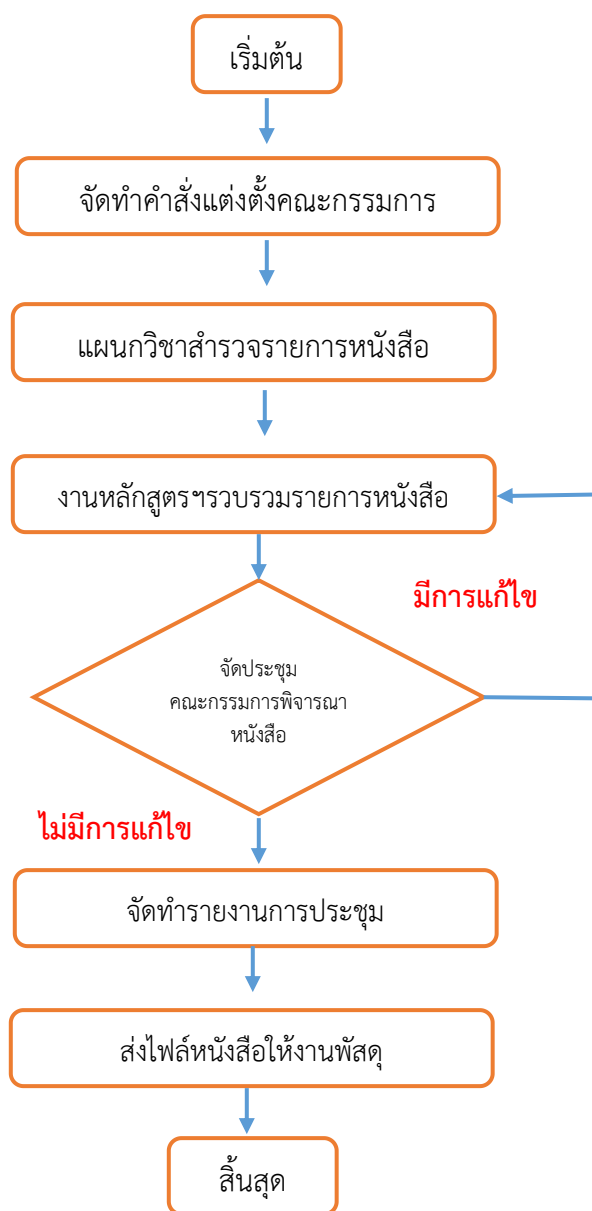 เริ่มต้น
จัดทำคำสั่งแต่งตั้งคณะกรรมการ
แผนกวิชาสำรวจรายการหนังสือ
งานหลักสูตรฯรวบรวมรายการหนังสือ
มีการแก้ไข
จัดประชุม
คณะกรรมการพิจารณา
หนังสือ
ไม่มีการแก้ไข
จัดทำรายงานการประชุม
ส่งไฟล์หนังสือให้งานพัสดุ
สิ้นสุด